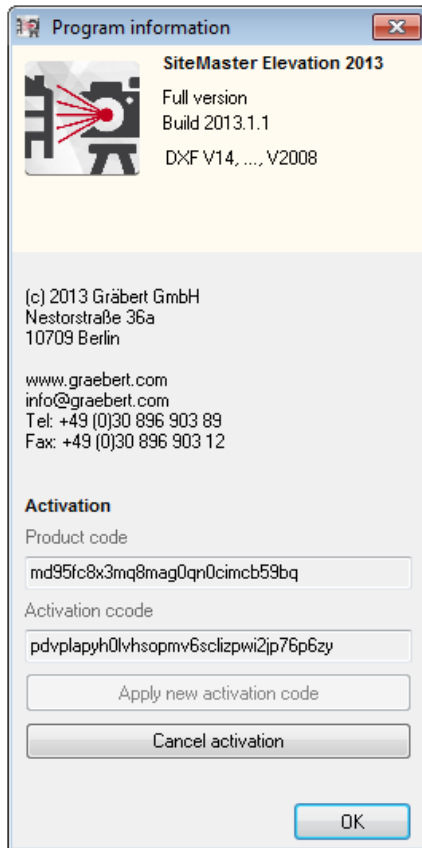 Program information
SiteMaster Elevation 2013
Full version
Build 2013.1.1
DXF V14, ..., V2008
(c) 2013 Gräbert GmbH
Nestorstraße 36a
10709 Berlin
www.graebert.com
info@graebert.com
Tel: +49 (0)30 896 903 89
Fax: +49 (0)30 896 903 12
Activation
Product code
md95fc8x3mq8mag0qn0cimcb59bq
Activation ccode
pdvplapyh0lvhsopmv6sclizpwi2jp76p6zy
Apply new activation code
Cancel activation
OK